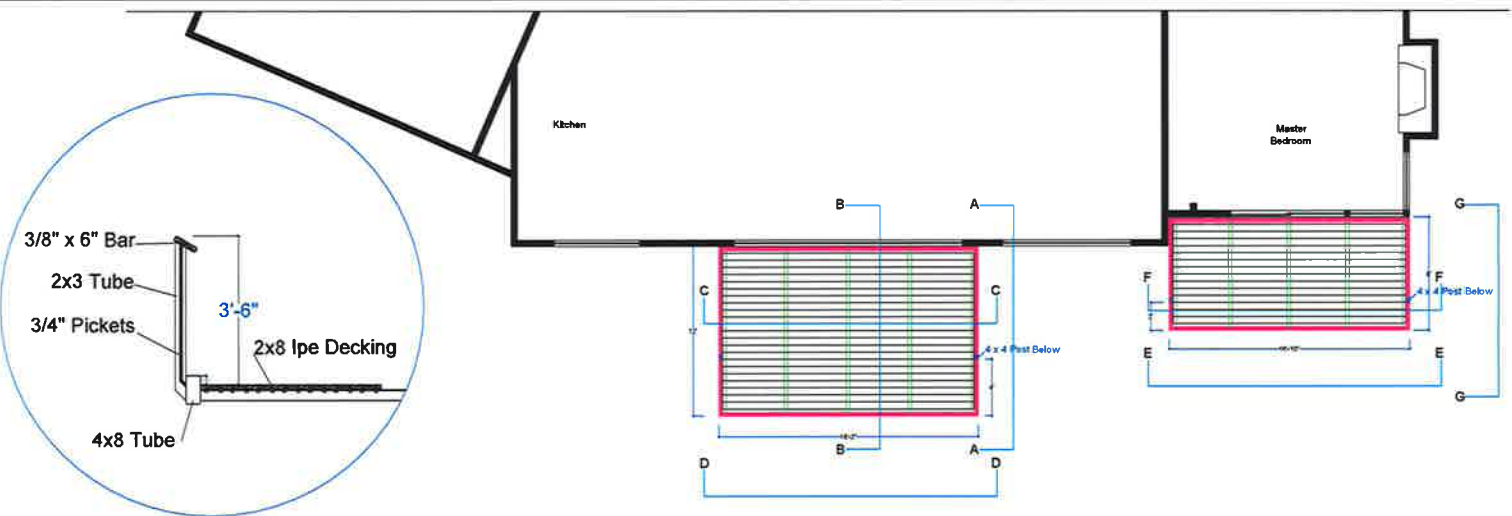 Kitchen
Master
Bedroom
B
A
G
G
3/8" x 6" Bar
2x3 Tube
3'-6"
3/4" Pickets
2x8 Ipe Decking
4x8 Tube
C
C
F
F
4 x 4 Post Below
12'
4 x 4 Post Below
E
E
B
A
D
D